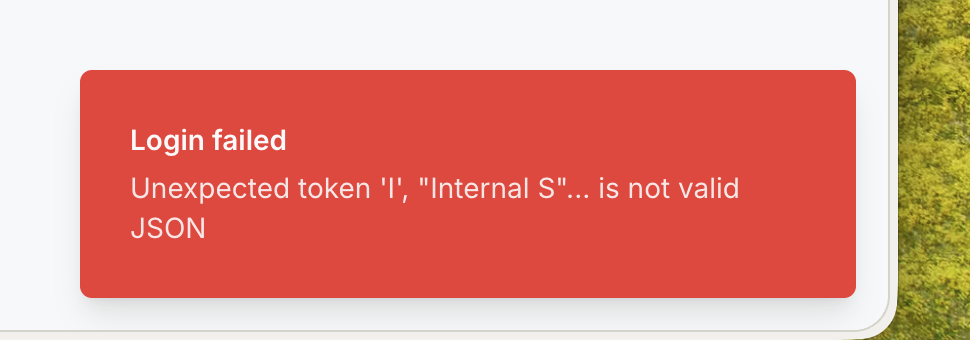 Login failed
Unexpected token 'I', "Internal S"... is not valid
JSON